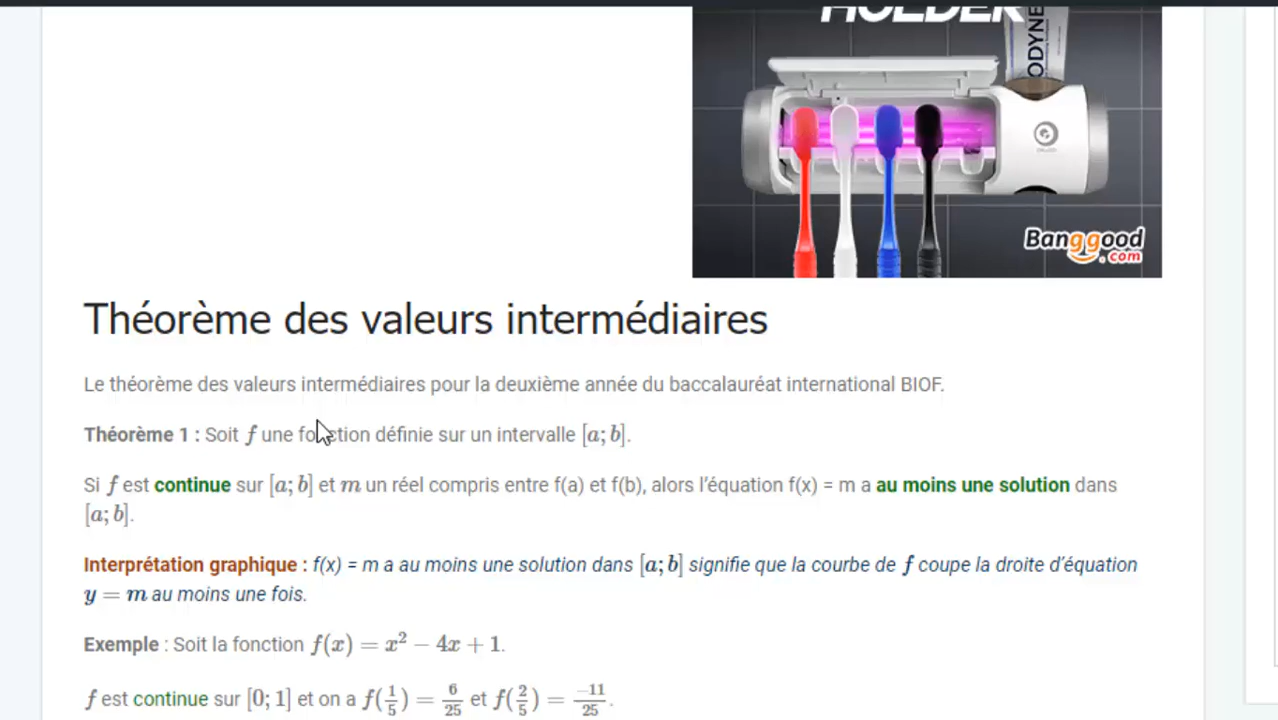 HOLDER
ODYNE
Banggood
.com
Théorème des valeurs intermédiaires
Le théorème des valeurs intermédiaires pour la deuxième année du baccalauréat international BIOF.
Théorème 1 : Soit f une fonction définie sur un intervalle [a; b].
Si f est continue sur [a; b] et m un réel compris entre f(a) et f(b), alors l’équation f(x) = m a au moins une solution dans
[a; b].
Interprétation graphique : f(x) = m a au moins une solution dans [a; b] signifie que la courbe de f coupe la droite d’équation
y = m au moins une fois.
Exemple : Soit la fonction f(x) = x² − 4x + 1.
f est continue sur [0; 1] et on a f(1/5) = 6/25 et f(2/5) = −11/25.